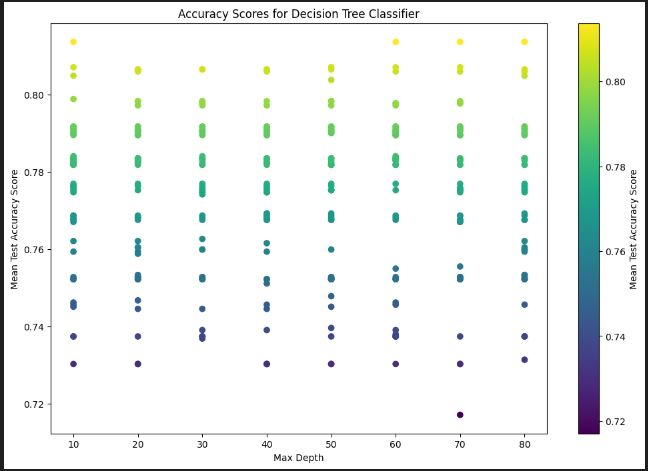 Accuracy Scores for Decision Tree Classifier
Mean Test Accuracy Score
0.80
0.78
0.76
0.74
0.72
10 20 30 40 50 60 70 80
Max Depth
0.80
0.78
0.76
0.74
0.72
Mean Test Accuracy Score